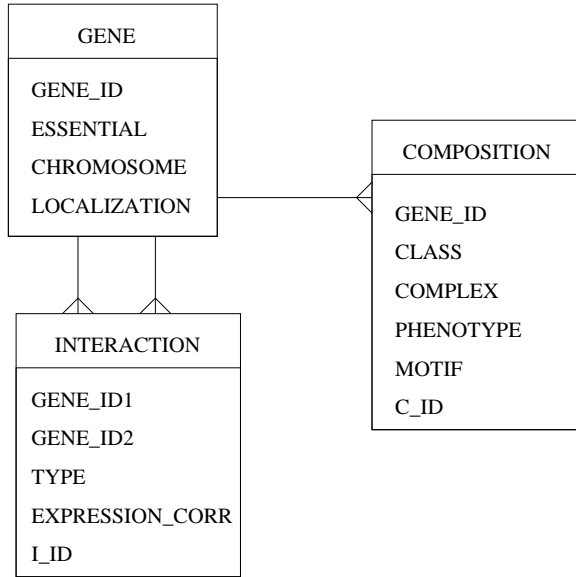 GENE
GENE_ID
ESSENTIAL
CHROMOSOME
LOCALIZATION
COMPOSITION
GENE_ID
CLASS
COMPLEX
PHENOTYPE
MOTIF
C_ID
INTERACTION
GENE_ID1
GENE_ID2
TYPE
EXPRESSION_CORR
I_ID